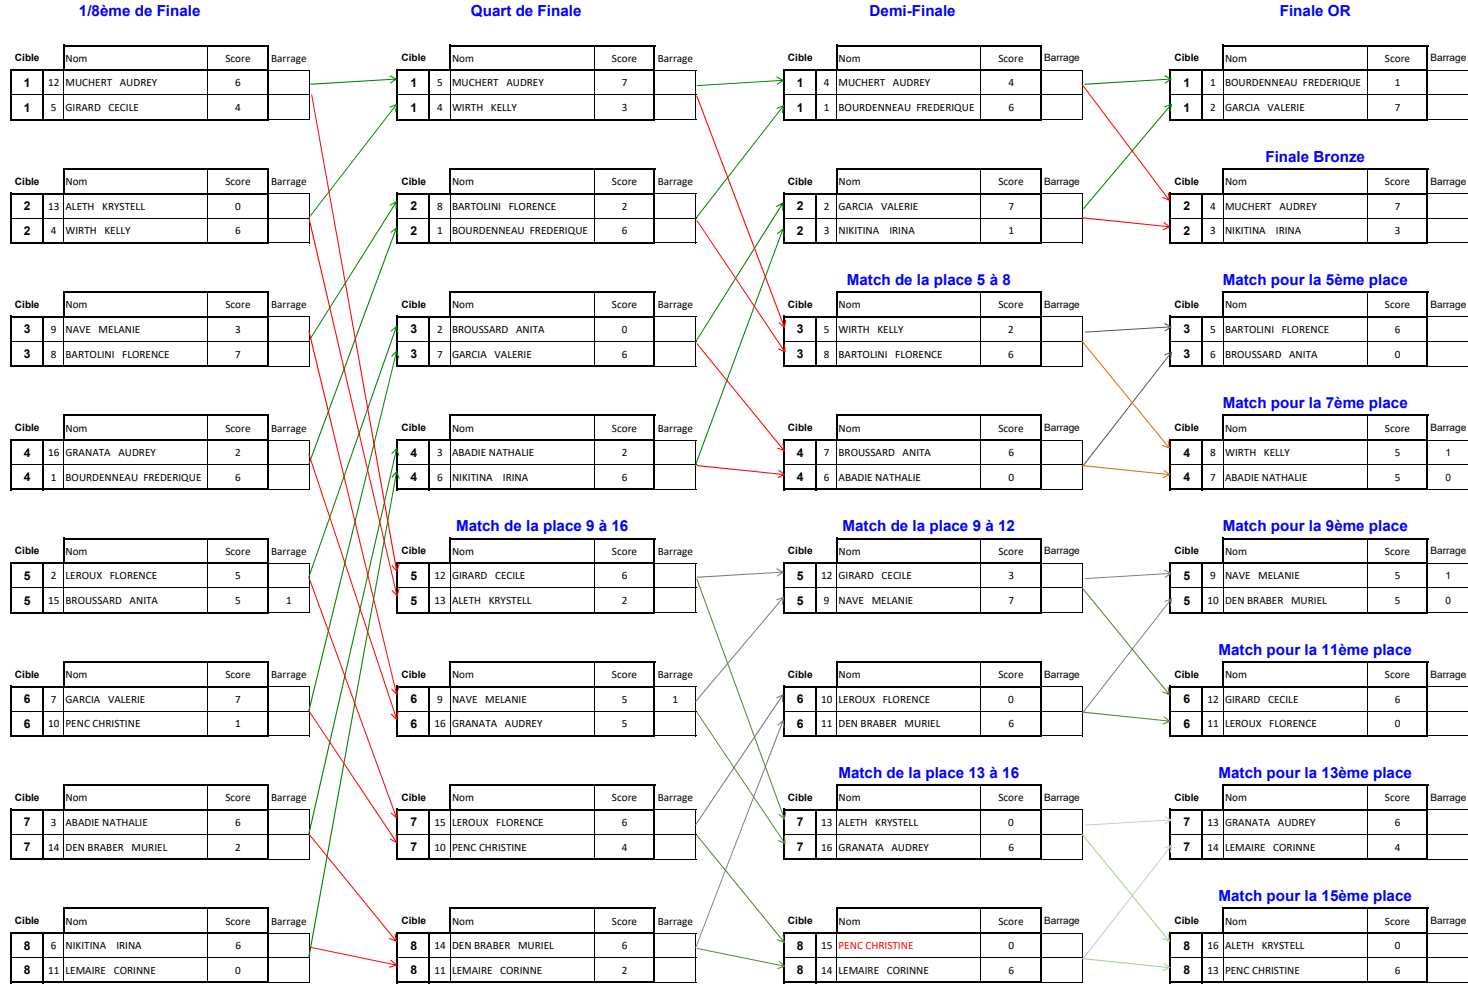 1/8ème de Finale Quart de Finale Demi-Finale Finale OR
Cible Nom Score Barrage Cible Nom Score Barrage Cible Nom Score Barrage Cible Nom Score Barrage
1 12 MUCHERT AUDREY 6 1 5 MUCHERT AUDREY 7 1 4 MUCHERT AUDREY 4 1 1 BOURDENNEAU FREDERIQUE 1
1 5 GIRARD CECILE 4 1 4 WIRTH KELLY 3 1 1 BOURDENNEAU FREDERIQUE 6 1 2 GARCIA VALERIE 7
Finale Bronze
Cible Nom Score Barrage Cible Nom Score Barrage Cible Nom Score Barrage Cible Nom Score Barrage
2 13 ALETH KRYSTELL 0 2 8 BARTOLINI FLORENCE 2 2 2 GARCIA VALERIE 7 2 4 MUCHERT AUDREY 7
2 4 WIRTH KELLY 6 2 1 BOURDENNEAU FREDERIQUE 6 2 3 NIKITINA IRINA 1 2 3 NIKITINA IRINA 3
Match de la place 5 à 8 Match pour la 5ème place
Cible Nom Score Barrage Cible Nom Score Barrage Cible Nom Score Barrage Cible Nom Score Barrage
3 9 NAVE MELANIE 3 3 2 BROUSSARD ANITA 0 3 5 WIRTH KELLY 2 3 5 BARTOLINI FLORENCE 6
3 8 BARTOLINI FLORENCE 7 3 7 GARCIA VALERIE 6 3 8 BARTOLINI FLORENCE 6 3 6 BROUSSARD ANITA 0
Match pour la 7ème place
Cible Nom Score Barrage Cible Nom Score Barrage Cible Nom Score Barrage Cible Nom Score Barrage
4 16 GRANATA AUDREY 2 4 3 ABADIE NATHALIE 2 4 7 BROUSSARD ANITA 6 4 8 WIRTH KELLY 5 1
4 1 BOURDENNEAU FREDERIQUE 6 4 6 NIKITINA IRINA 6 4 6 ABADIE NATHALIE 0 4 7 ABADIE NATHALIE 5 0
Match de la place 9 à 16 Match de la place 9 à 12 Match pour la 9ème place
Cible Nom Score Barrage Cible Nom Score Barrage Cible Nom Score Barrage Cible Nom Score Barrage
5 2 LEROUX FLORENCE 5 5 12 GIRARD CECILE 6 5 12 GIRARD CECILE 3 5 9 NAVE MELANIE 5 1
5 15 BROUSSARD ANITA 5 1 5 13 ALETH KRYSTELL 2 5 9 NAVE MELANIE 7 5 10 DEN BRABER MURIEL 5 0
Match pour la 11ème place
Cible Nom Score Barrage Cible Nom Score Barrage Cible Nom Score Barrage Cible Nom Score Barrage
6 7 GARCIA VALERIE 7 6 9 NAVE MELANIE 5 1 6 10 LEROUX FLORENCE 0 6 12 GIRARD CECILE 6
6 10 PENC CHRISTINE 1 6 16 GRANATA AUDREY 5 6 11 DEN BRABER MURIEL 6 6 11 LEROUX FLORENCE 0
Match de la place 13 à 16 Match pour la 13ème place
Cible Nom Score Barrage Cible Nom Score Barrage Cible Nom Score Barrage Cible Nom Score Barrage
7 3 ABADIE NATHALIE 6 7 15 LEROUX FLORENCE 6 7 13 ALETH KRYSTELL 0 7 13 GRANATA AUDREY 6
7 14 DEN BRABER MURIEL 2 7 10 PENC CHRISTINE 4 7 16 GRANATA AUDREY 6 7 14 LEMAIRE CORINNE 4
Match pour la 15ème place
Cible Nom Score Barrage Cible Nom Score Barrage Cible Nom Score Barrage Cible Nom Score Barrage
8 6 NIKITINA IRINA 6 8 14 DEN BRABER MURIEL 6 8 15 PENC CHRISTINE 0 8 16 ALETH KRYSTELL 0
8 11 LEMAIRE CORINNE 0 8 11 LEMAIRE CORINNE 2 8 14 LEMAIRE CORINNE 6 8 13 PENC CHRISTINE 6